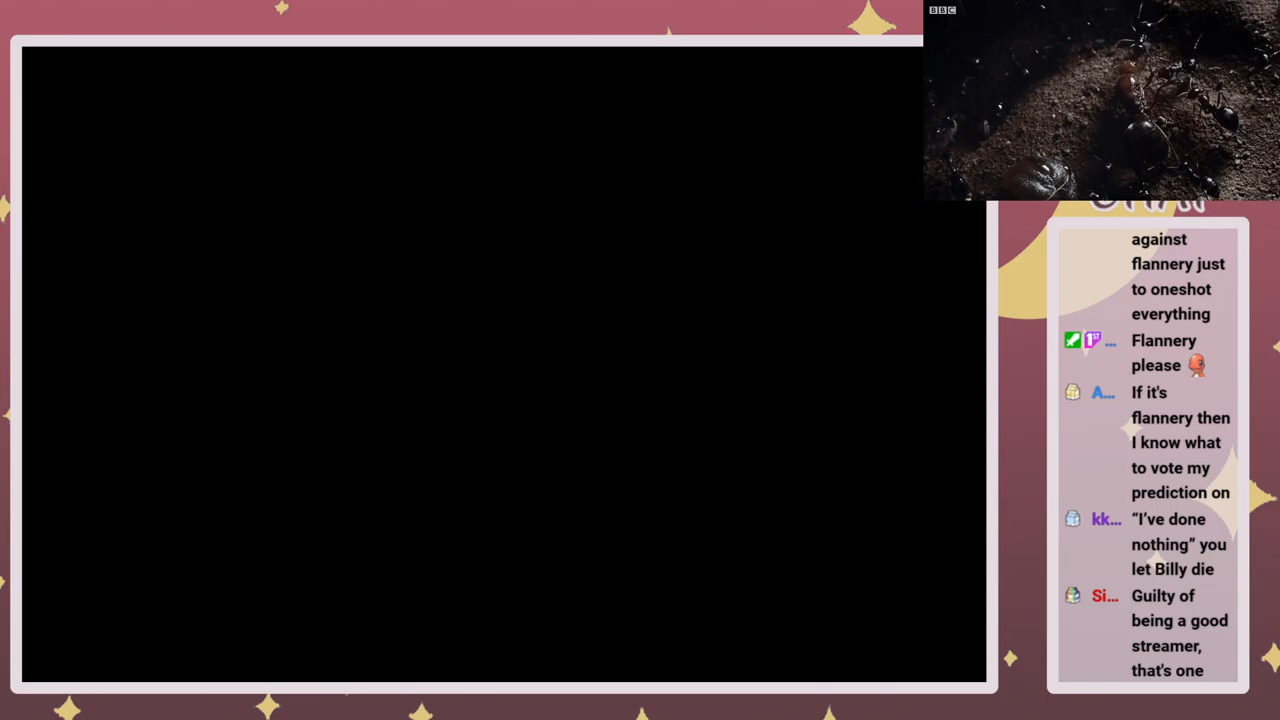 BBC
against
flannery just
to oneshot
everything
1ST ... Flannery
please
A... If it's
flannery then
I know what
to vote my
prediction on
kk... “I’ve done
nothing” you
let Billy die
Si... Guilty of
being a good
streamer,
that's one